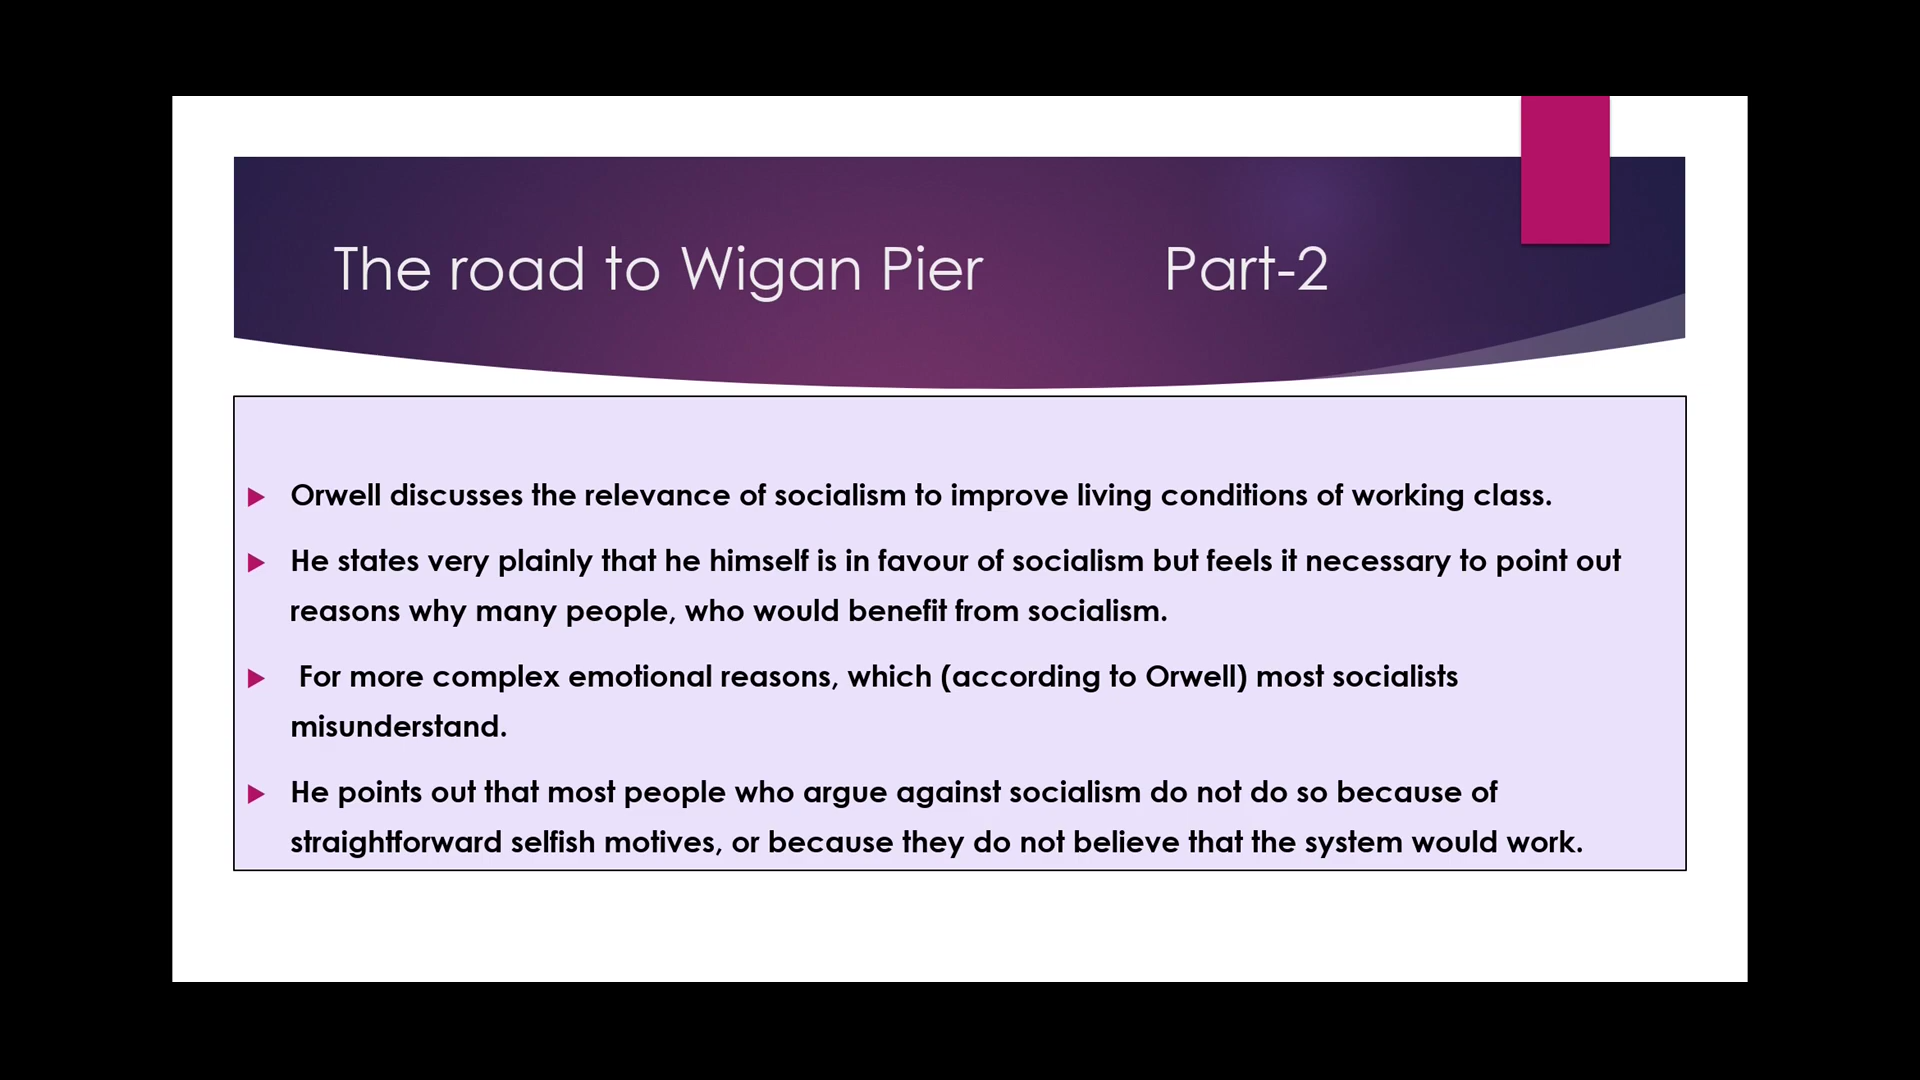 The road to Wigan Pier Part-2
Orwell discusses the relevance of socialism to improve living conditions of working class.
He states very plainly that he himself is in favour of socialism but feels it necessary to point out
reasons why many people, who would benefit from socialism.
For more complex emotional reasons, which (according to Orwell) most socialists
misunderstand.
He points out that most people who argue against socialism do not do so because of
straightforward selfish motives, or because they do not believe that the system would work.